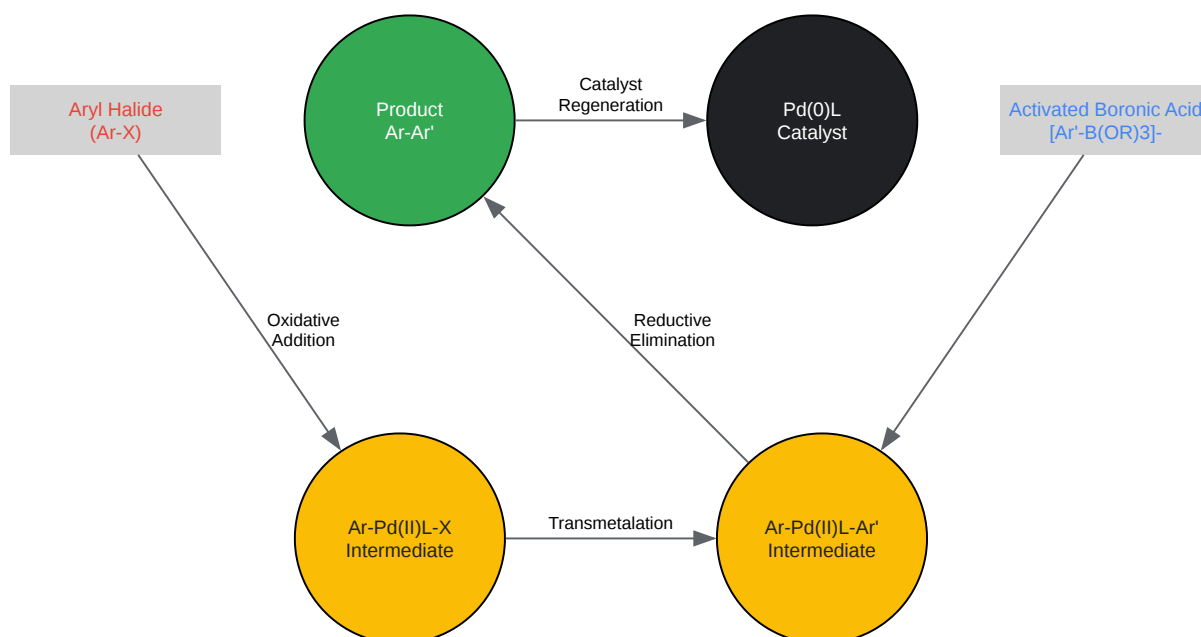 Catalyst
Regeneration
Aryl Halide
(Ar-X)
Product
Ar-Ar'
Pd(0)L
Catalyst
Activated Boronic Acid
[Ar'-B(OR)3]-
Oxidative
Addition
Reductive
Elimination
Ar-Pd(II)L-X
Intermediate
Transmetalation
Ar-Pd(II)L-Ar'
Intermediate